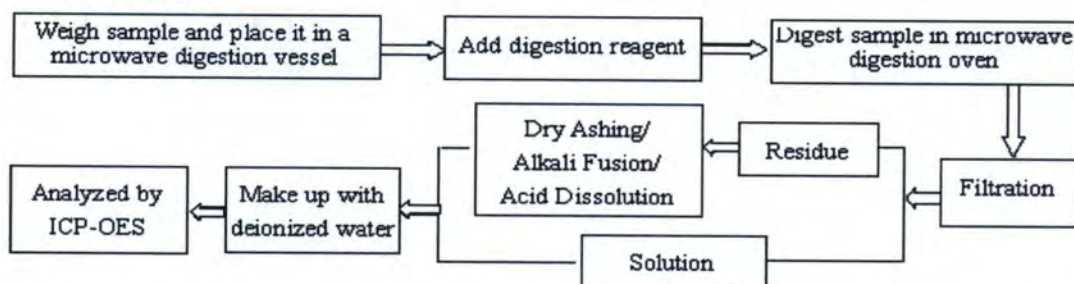 Weigh sample and place it in a
microwave digestion vessel
Add digestion reagent
Digest sample in microwave
digestion oven
Filtration
Residue
Dry Ashing/
Alkali Fusion/
Acid Dissolution
Solution
Make up with
deionized water
Analyzed by
ICP-OES